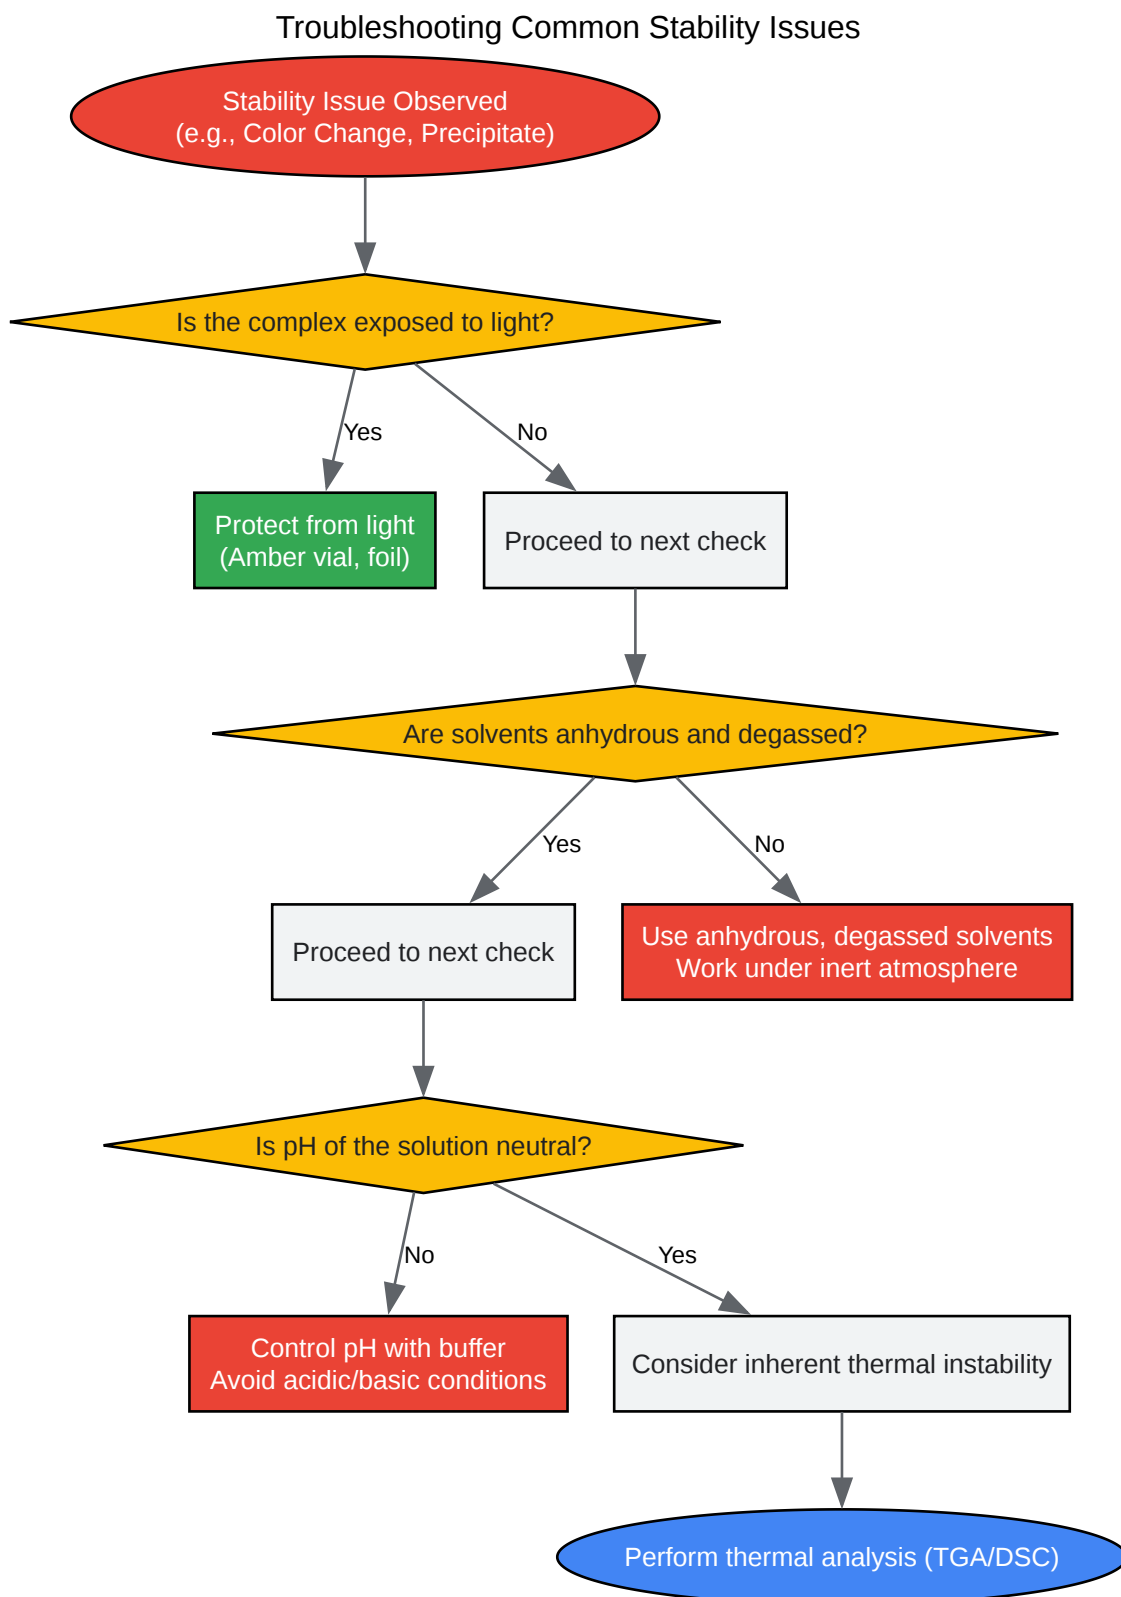 Troubleshooting Common Stability Issues
Stability Issue Observed
(e.g., Color Change, Precipitate)
Is the complex exposed to light?
Yes
No
Protect from light
(Amber vial, foil)
Proceed to next check
Are solvents anhydrous and degassed?
Yes
No
Proceed to next check
Use anhydrous, degassed solvents
Work under inert atmosphere
Is pH of the solution neutral?
No
Yes
Control pH with buffer
Avoid acidic/basic conditions
Consider inherent thermal instability
Perform thermal analysis (TGA/DSC)